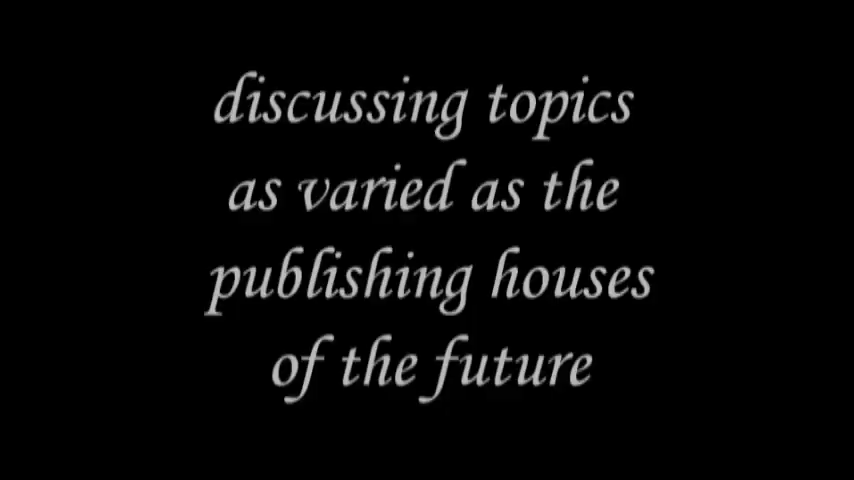 discussing topics
as varied as the
publishing houses
of the future